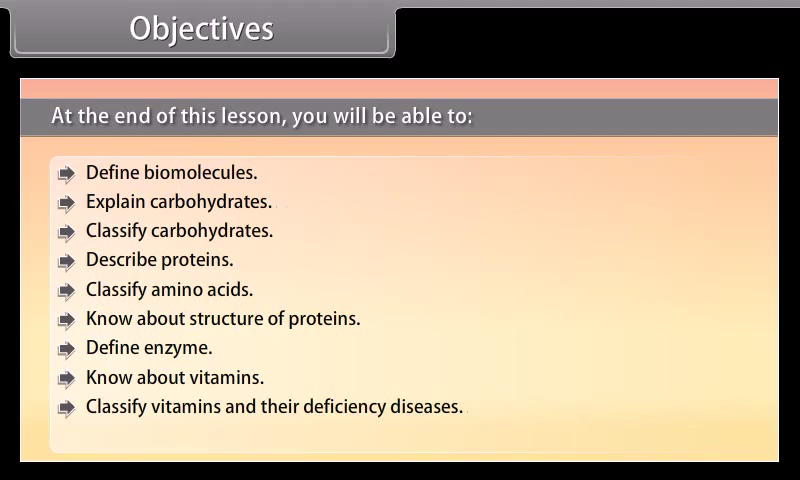 Objectives
At the end of this lesson, you will be able to:
Define biomolecules.
Explain carbohydrates.
Classify carbohydrates.
Describe proteins.
Classify amino acids.
Know about structure of proteins.
Define enzyme.
Know about vitamins.
Classify vitamins and their deficiency diseases.